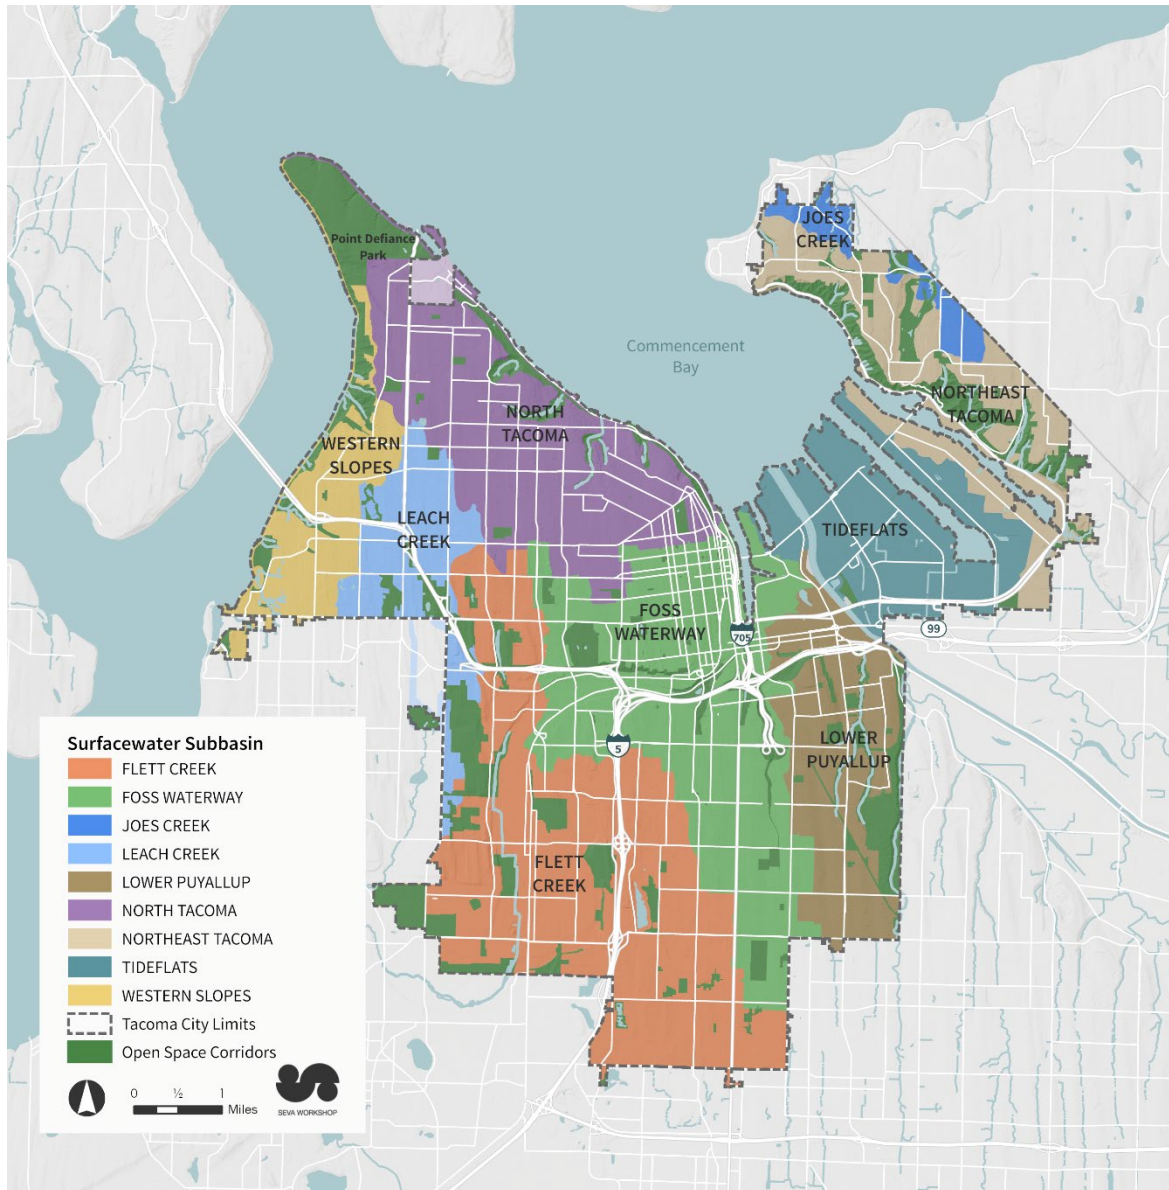 Point Defiance
Park
JOES
CREEK
Commencement
Bay
NORTHEAST
TACOMA
NORTH
TACOMA
WESTERN
SLOPES
LEACH
CREEK
TIDEFLATS
FOSS
WATERWAY
705
99
LOWER
PUYALLUP
5
FLETT
CREEK
Surfacewater Subbasin
FLETT CREEK
FOSS WATERWAY
JOES CREEK
LEACH CREEK
LOWER PUYALLUP
NORTH TACOMA
NORTHEAST TACOMA
TIDEFLATS
WESTERN SLOPES
Tacoma City Limits
Open Space Corridors
0 ½ 1
Miles
SEVA WORKSHOP